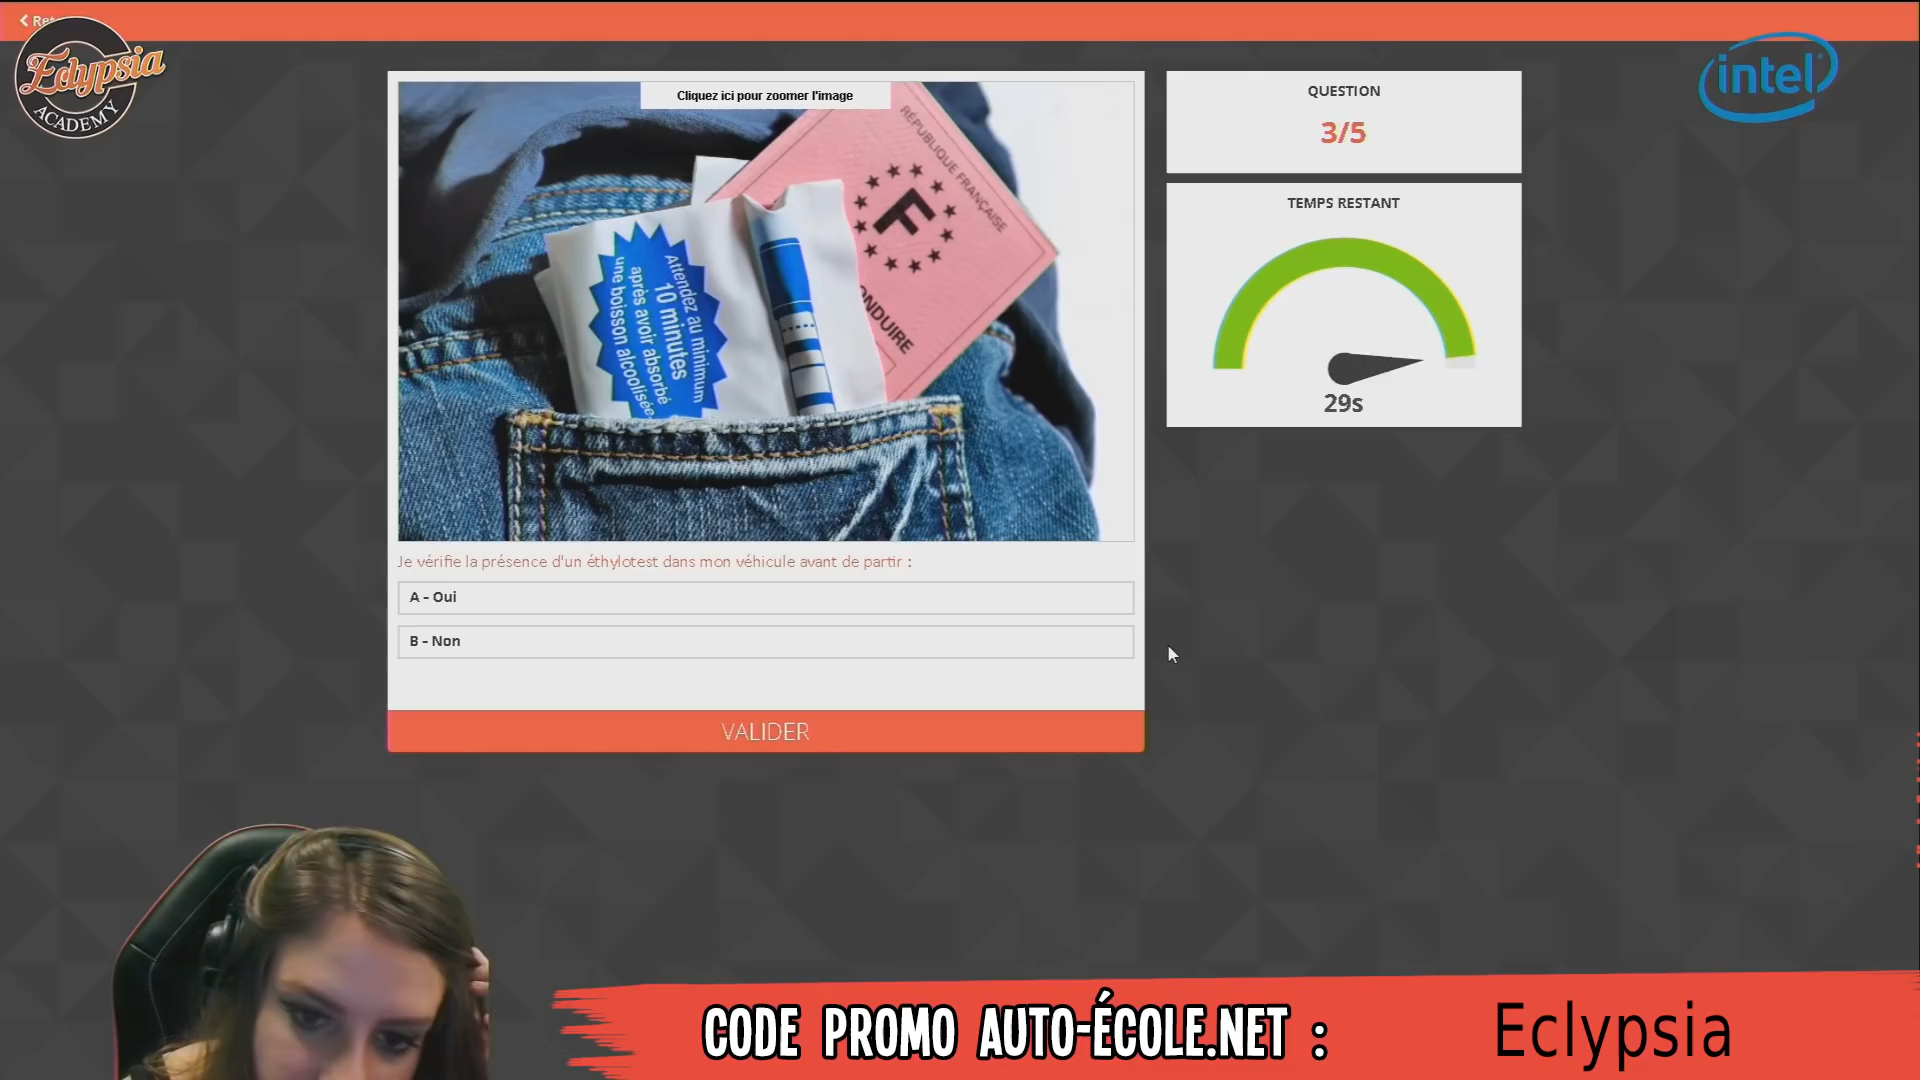 Eclypsia
ACADEMY
intel
Cliquez ici pour zoomer l'image
RÉPUBLIQUE FRANÇAISE
F
Attendez au minimum
10 minutes
après avoir absorbé
une boisson alcoolisée
QUESTION
3/5
TEMPS RESTANT
29s
Je vérifie la présence d'un éthylotest dans mon véhicule avant de partir :
A - Oui
B - Non
VALIDER
CODE PROMO AUTO-ÉCOLE.NET :
Eclypsia